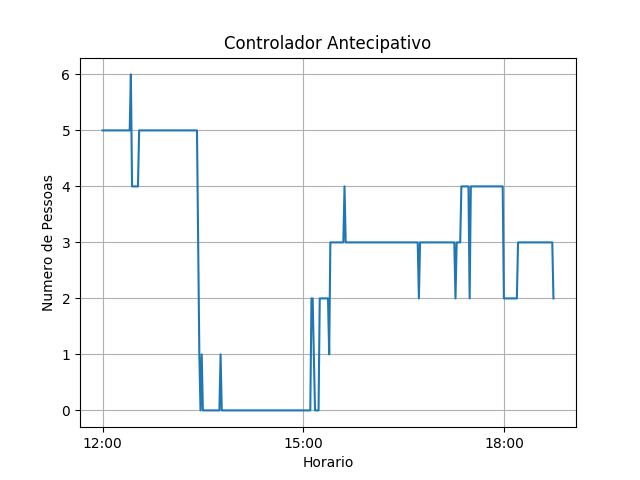 Controlador Antecipativo
Numero de Pessoas
6
5
4
3
2
1
0
12:00 15:00 18:00
Horario